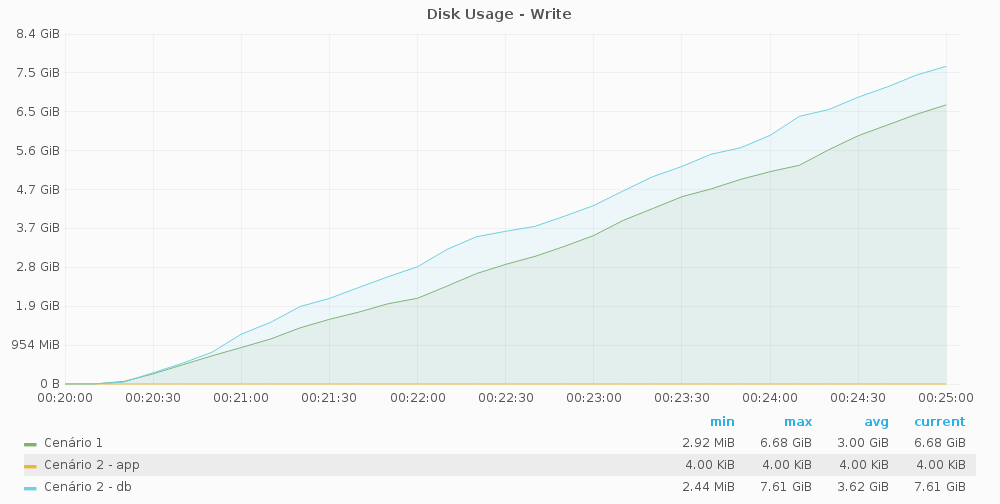 Disk Usage - Write
8.4 GiB
7.5 GiB
6.5 GiB
5.6 GiB
4.7 GiB
3.7 GiB
2.8 GiB
1.9 GiB
954 MiB
0 B
00:20:00 00:20:30 00:21:00 00:21:30 00:22:00 00:22:30 00:23:00 00:23:30 00:24:00 00:24:30 00:25:00
min max avg current
Cenário 1 2.92 MiB 6.68 GiB 3.00 GiB 6.68 GiB
Cenário 2 - app 4.00 KiB 4.00 KiB 4.00 KiB 4.00 KiB
Cenário 2 - db 2.44 MiB 7.61 GiB 3.62 GiB 7.61 GiB